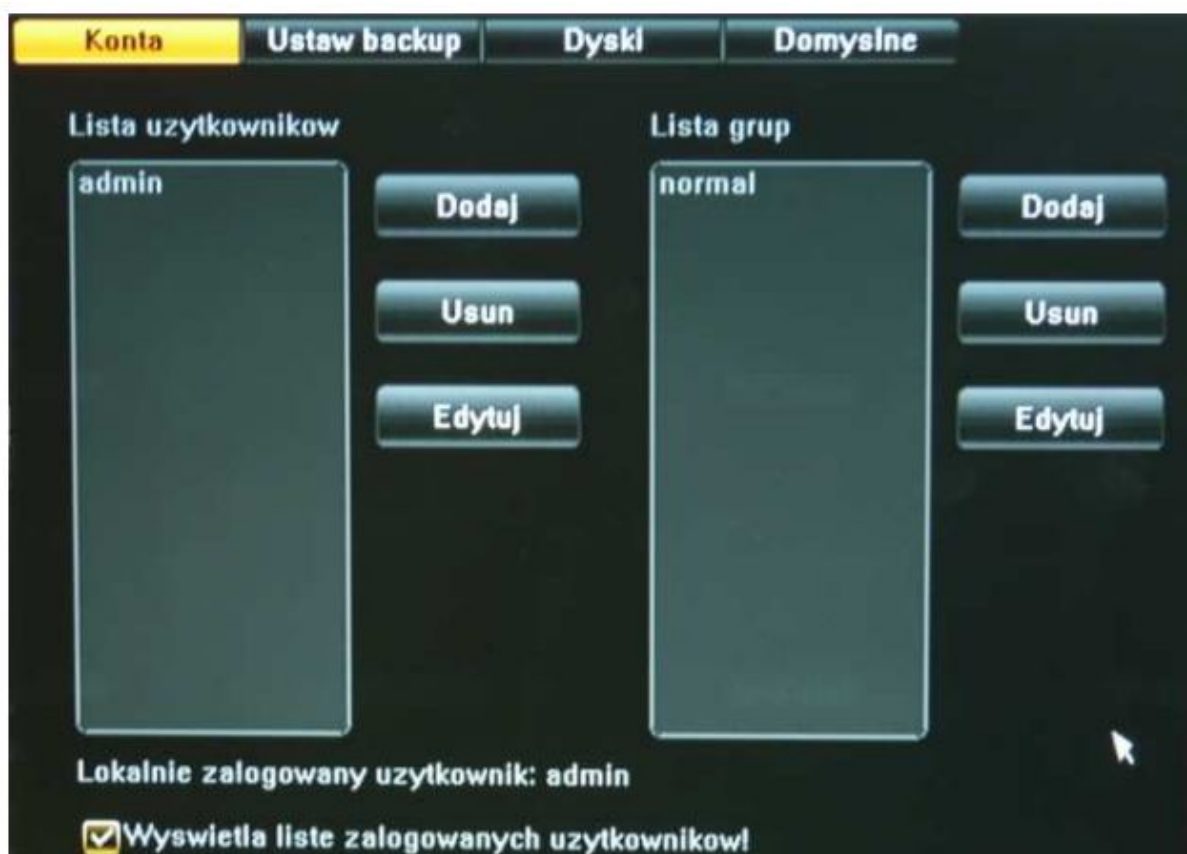 Konta Ustaw backup Dyski Domyslne
Lista uzytkownikow Lista grup
admin normal
Dodaj Dodaj
Usun Usun
Edytuj Edytuj
Lokalnie zalogowany uzytkownik: admin
Wyswietla liste zalogowanych uzytkownikow!